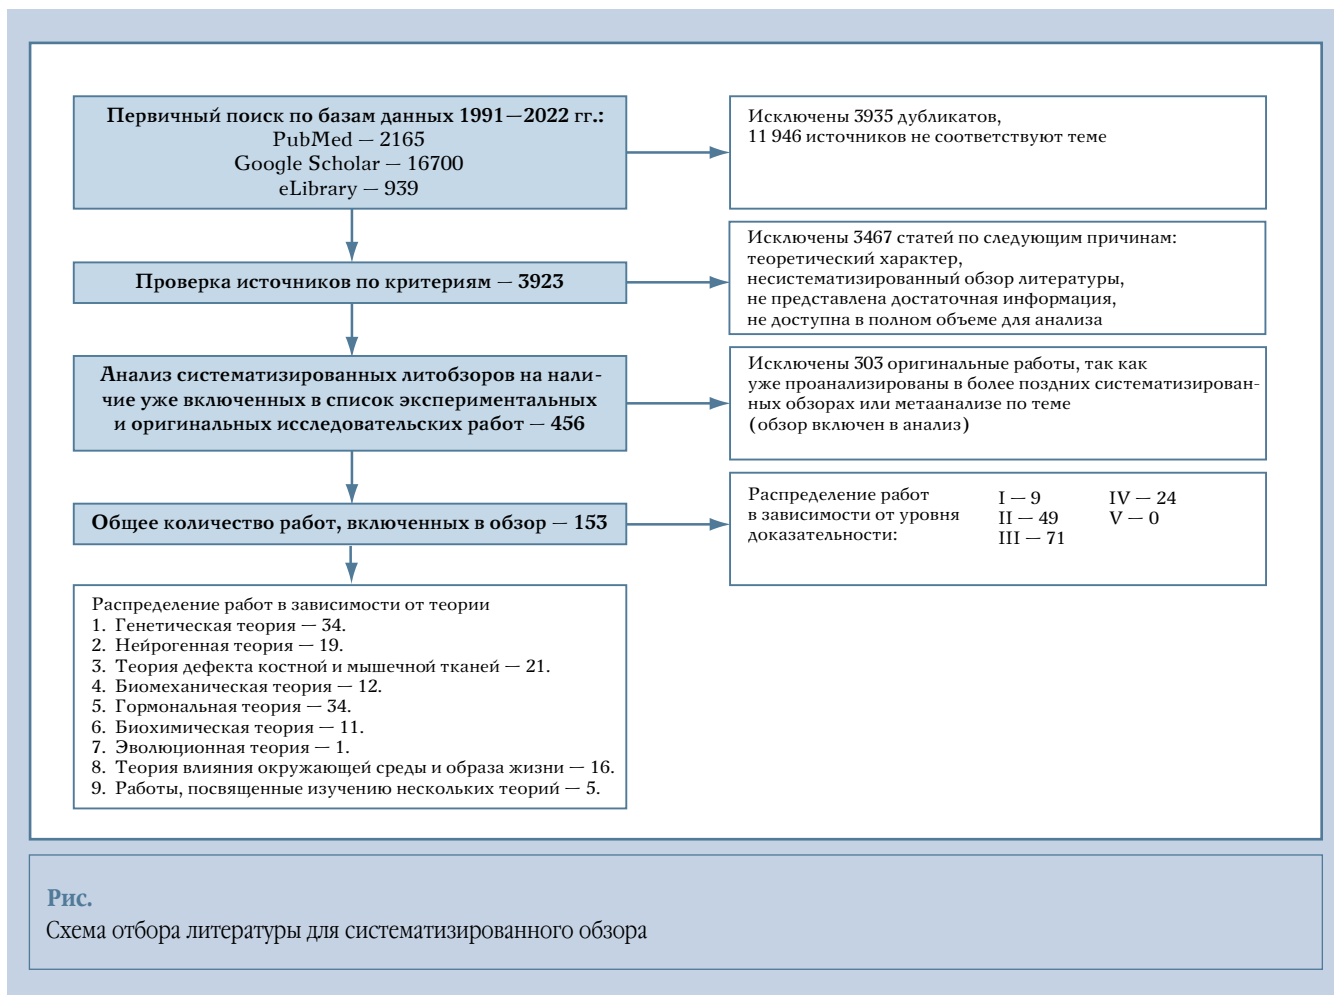 Первичный поиск по базам данных 1991—2022 гг.:
PubMed — 2165
Google Scholar — 16700
eLibrary — 939
Исключены 3935 дубликатов,
11 946 источников не соответствуют теме
Проверка источников по критериям — 3923
Исключены 3467 статей по следующим причинам:
теоретический характер,
несистематизированный обзор литературы,
не представлена достаточная информация,
не доступна в полном объеме для анализа
Анализ систематизированных литобзоров на нали-
чие уже включенных в список экспериментальных
и оригинальных исследовательских работ — 456
Исключены 303 оригинальные работы, так как
уже проанализированы в более поздних систематизирован-
ных обзорах или метаанализе по теме
(обзор включен в анализ)
Общее количество работ, включенных в обзор — 153
Распределение работ
в зависимости от уровня
доказательности:
I — 9
II — 49
III — 71
IV — 24
V — 0
Распределение работ в зависимости от теории
1. Генетическая теория — 34.
2. Нейрогенная теория — 19.
3. Теория дефекта костной и мышечной тканей — 21.
4. Биомеханическая теория — 12.
5. Гормональная теория — 34.
6. Биохимическая теория — 11.
7. Эволюционная теория — 1.
8. Теория влияния окружающей среды и образа жизни — 16.
9. Работы, посвященные изучению нескольких теорий — 5.
Рис.
Схема отбора литературы для систематизированного обзора